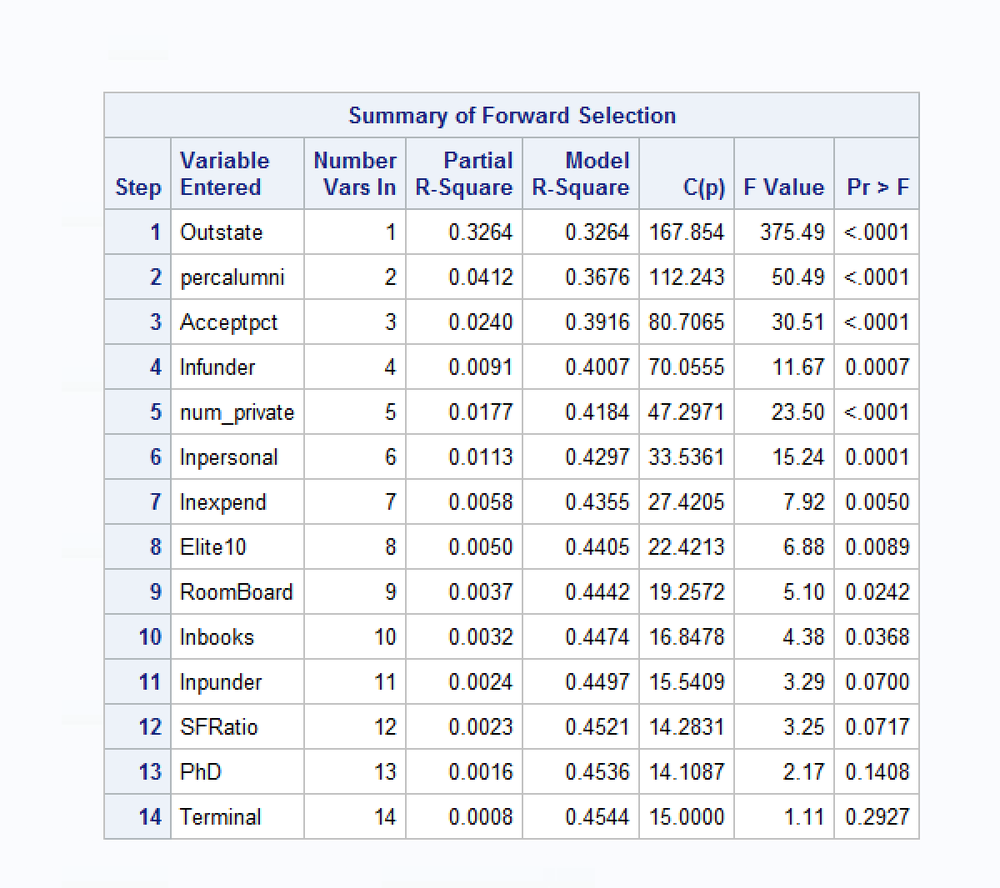 Summary of Forward Selection
Step Variable Entered Number Vars In Partial R-Square Model R-Square C(p) F Value Pr > F
1 Outstate 1 0.3264 0.3264 167.854 375.49 <.0001
2 percalumni 2 0.0412 0.3676 112.243 50.49 <.0001
3 Acceptpct 3 0.0240 0.3916 80.7065 30.51 <.0001
4 lnfunder 4 0.0091 0.4007 70.0555 11.67 0.0007
5 num_private 5 0.0177 0.4184 47.2971 23.50 <.0001
6 lnpersonal 6 0.0113 0.4297 33.5361 15.24 0.0001
7 lnexpend 7 0.0058 0.4355 27.4205 7.92 0.0050
8 Elite10 8 0.0050 0.4405 22.4213 6.88 0.0089
9 RoomBoard 9 0.0037 0.4442 19.2572 5.10 0.0242
10 lnbooks 10 0.0032 0.4474 16.8478 4.38 0.0368
11 lnpunder 11 0.0024 0.4497 15.5409 3.29 0.0700
12 SFRatio 12 0.0023 0.4521 14.2831 3.25 0.0717
13 PhD 13 0.0016 0.4536 14.1087 2.17 0.1408
14 Terminal 14 0.0008 0.4544 15.0000 1.11 0.2927